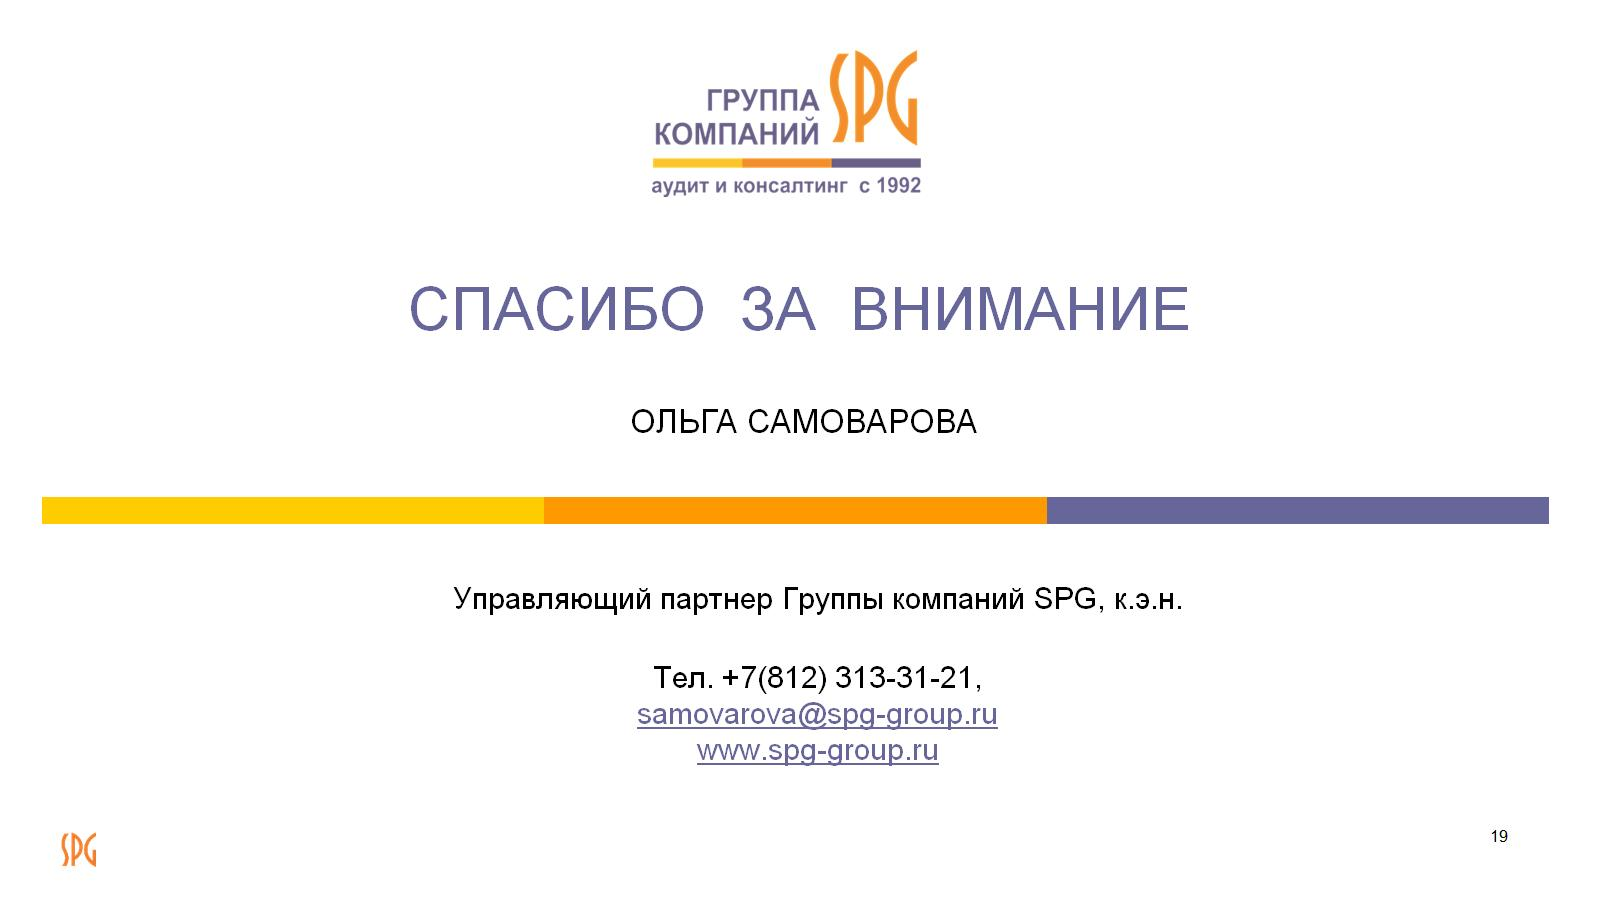 ГРУППА
КОМПАНИЙ SPG
аудит и консалтинг с 1992
СПАСИБО ЗА ВНИМАНИЕ
ОЛЬГА САМОВАРОВА
Управляющий партнер Группы компаний SPG, к.э.н.
Тел. +7(812) 313-31-21,
samovarova@spg-group.ru
www.spg-group.ru
SPG
19